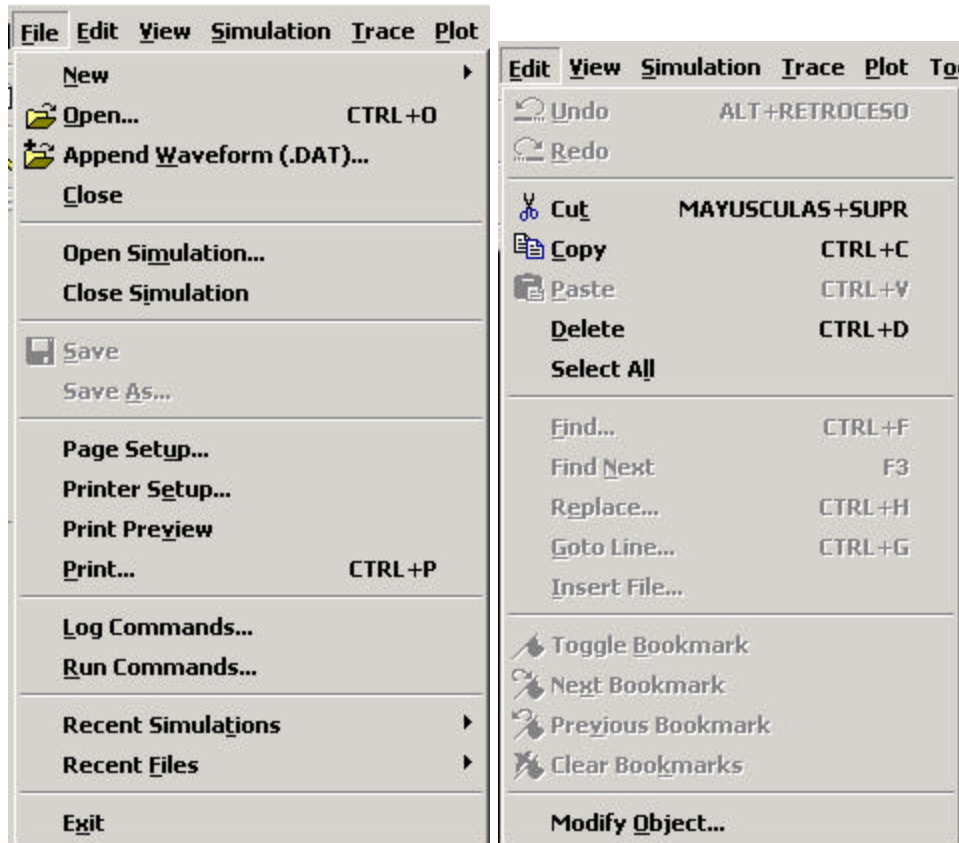 File Edit View Simulation Trace Plot
New
Open... CTRL+O
Append Waveform (.DAT)...
Close
Open Simulation...
Close Simulation
Save
Save As...
Page Setup...
Printer Setup...
Print Preview
Print... CTRL+P
Log Commands...
Run Commands...
Recent Simulations
Recent Files
Exit
Edit View Simulation Trace Plot To
Undo ALT+RETROCESO
Redo
Cut MAYUSCULAS+SUPR
Copy CTRL+C
Paste CTRL+V
Delete CTRL+D
Select All
Find... CTRL+F
Find Next F3
Replace... CTRL+H
Goto Line... CTRL+G
Insert File...
Toggle Bookmark
Next Bookmark
Previous Bookmark
Clear Bookmarks
Modify Object...